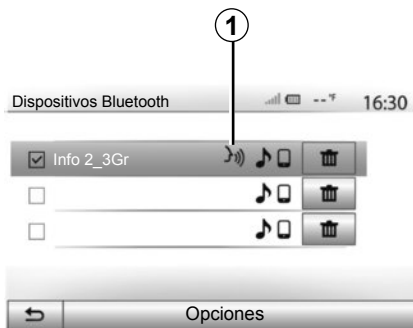 1
Dispositivos Bluetooth -- °F 16:30
Info 2_3Gr
Opciones